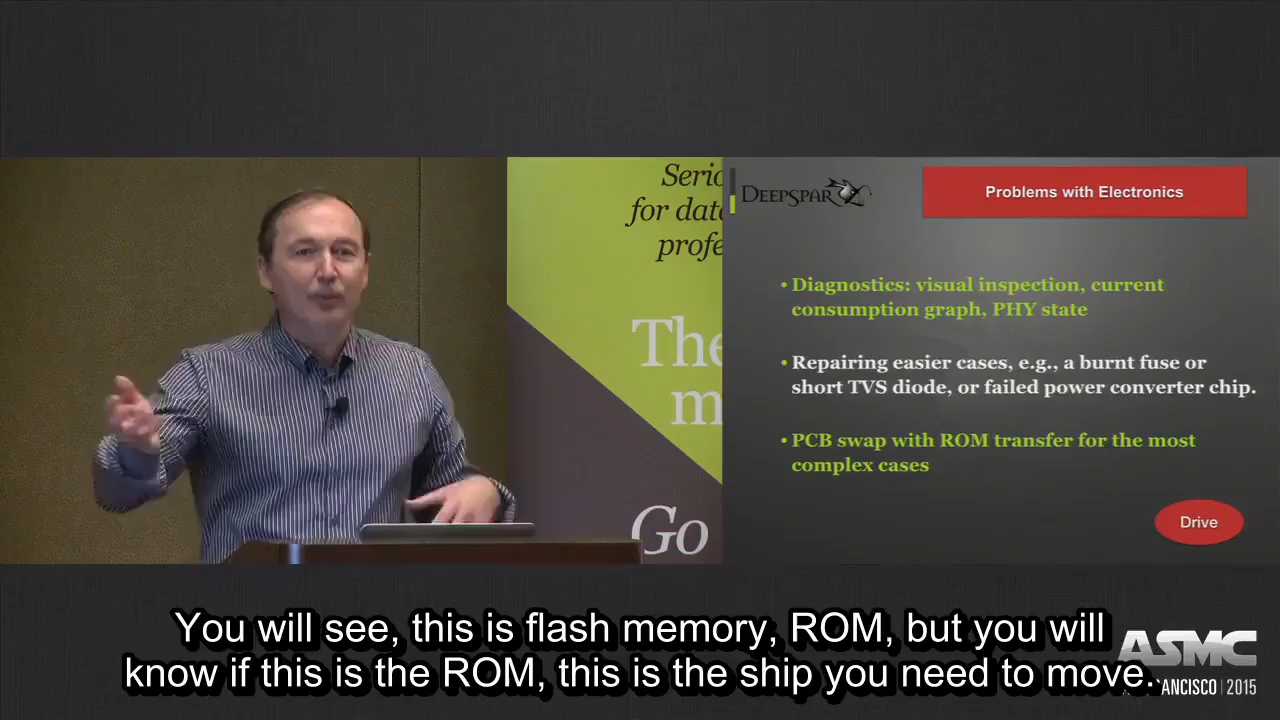 Serio
for data
profe
The
m
Go
DEEPSPAR
Problems with Electronics
• Diagnostics: visual inspection, current
consumption graph, PHY state
• Repairing easier cases, e.g., a burnt fuse or
short TVS diode, or failed power converter chip.
• PCB swap with ROM transfer for the most
complex cases
Drive
You will see, this is flash memory, ROM, but you will
know if this is the ROM, this is the ship you need to move.
ASMC
ANCISCO | 2015